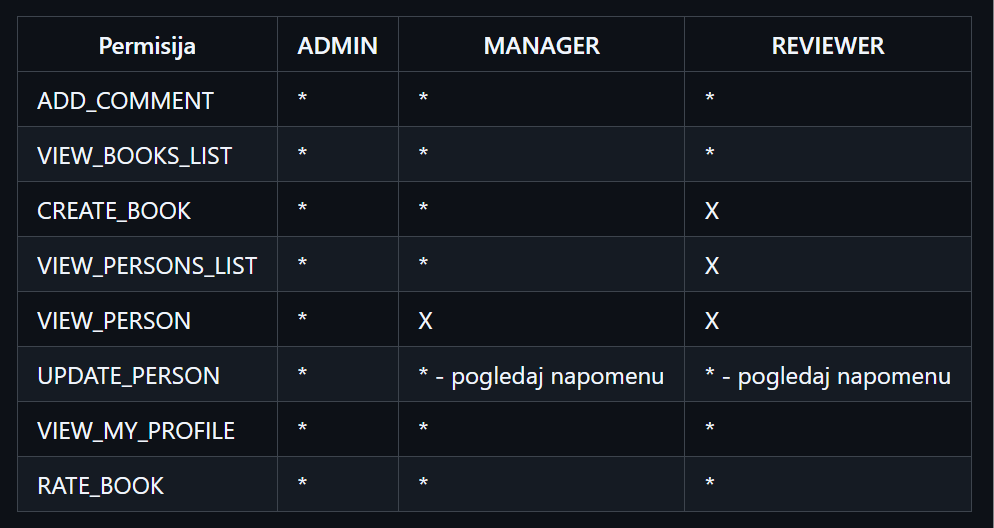 Permisija ADMIN MANAGER REVIEWER
ADD_COMMENT * * *
VIEW_BOOKS_LIST * * *
CREATE_BOOK * * X
VIEW_PERSONS_LIST * * X
VIEW_PERSON * X X
UPDATE_PERSON * * - pogledaj napomenu * - pogledaj napomenu
VIEW_MY_PROFILE * * *
RATE_BOOK * * *